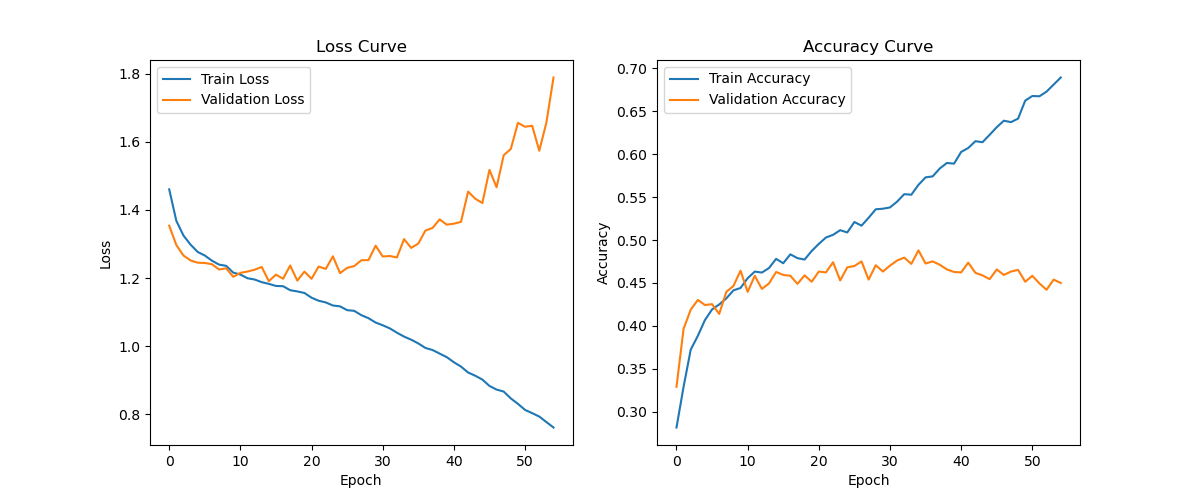 Loss Curve
Train Loss
Validation Loss
1.8
1.6
1.4
1.2
1.0
0.8
Loss
0 10 20 30 40 50
Epoch
Accuracy Curve
Train Accuracy
Validation Accuracy
0.70
0.65
0.60
0.55
0.50
0.45
0.40
0.35
0.30
Accuracy
0 10 20 30 40 50
Epoch